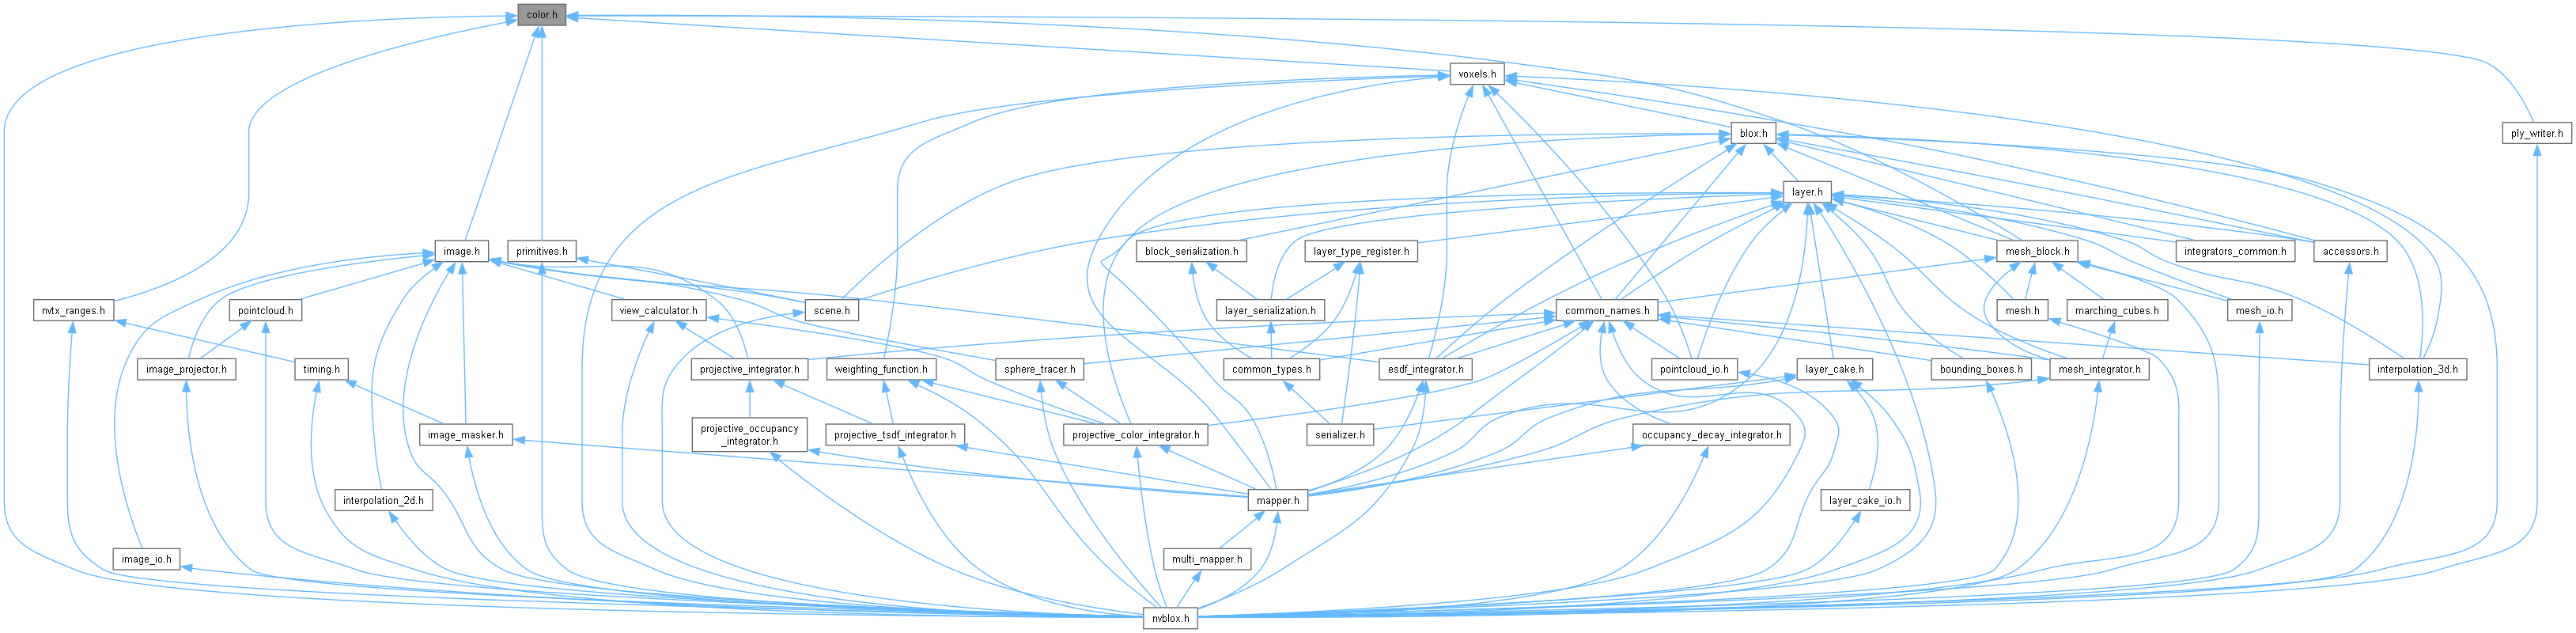 color.h
voxels.h
blox.h
ply_writer.h
layer.h
image.h
primitives.h
block_serialization.h
layer_type_register.h
mesh_block.h
integrators_common.h
accessors.h
nvtx_ranges.h
pointcloud.h
view_calculator.h
scene.h
layer_serialization.h
common_names.h
mesh.h
marching_cubes.h
mesh_io.h
image_projector.h
timing.h
projective_integrator.h
weighting_function.h
sphere_tracer.h
common_types.h
esdf_integrator.h
pointcloud_io.h
layer_cake.h
bounding_boxes.h
mesh_integrator.h
interpolation_3d.h
image_masker.h
projective_occupancy
_integrator.h
projective_tsdf_integrator.h
projective_color_integrator.h
serializer.h
occupancy_decay_integrator.h
interpolation_2d.h
mapper.h
layer_cake_io.h
image_io.h
multi_mapper.h
nvblox.h